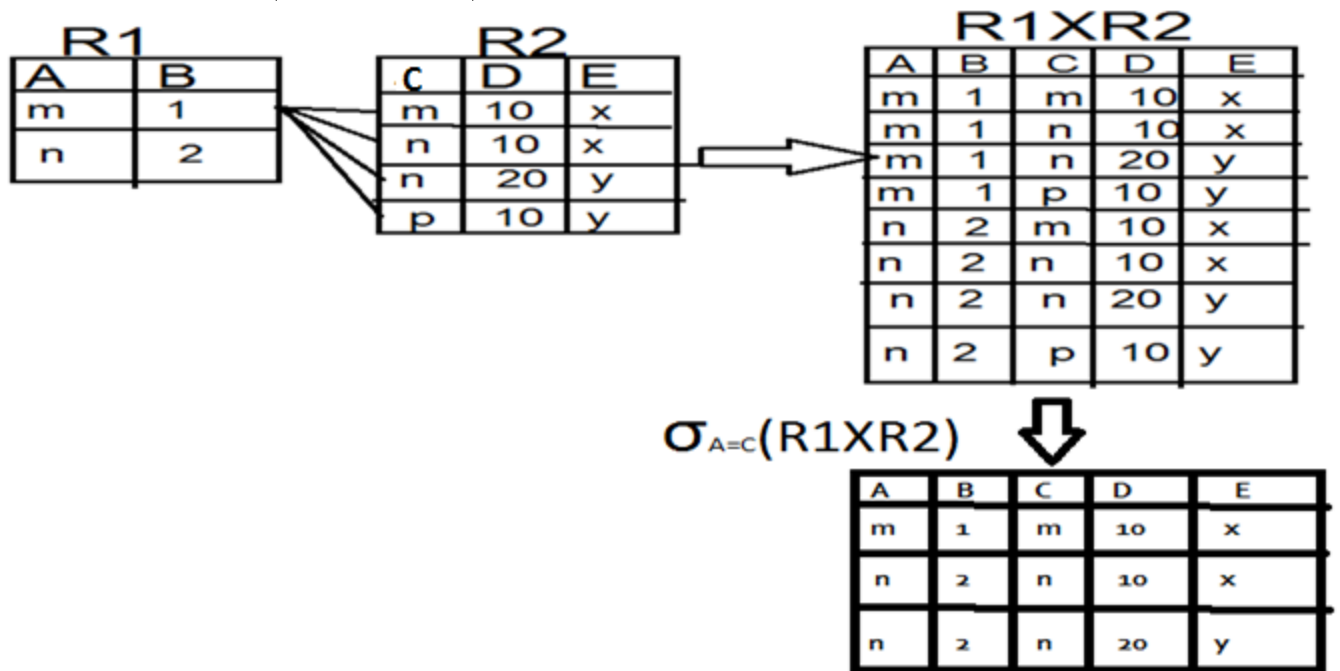 R1
A B
m 1
n 2
R2
C D E
m 10 x
n 10 x
n 20 y
p 10 y
R1XR2
A B C D E
m 1 m 10 x
m 1 n 10 x
m 1 n 20 y
m 1 p 10 y
n 2 m 10 x
n 2 n 10 x
n 2 n 20 y
n 2 p 10 y
σA=C(R1XR2)
A B C D E
m 1 m 10 x
n 2 n 10 x
n 2 n 20 y